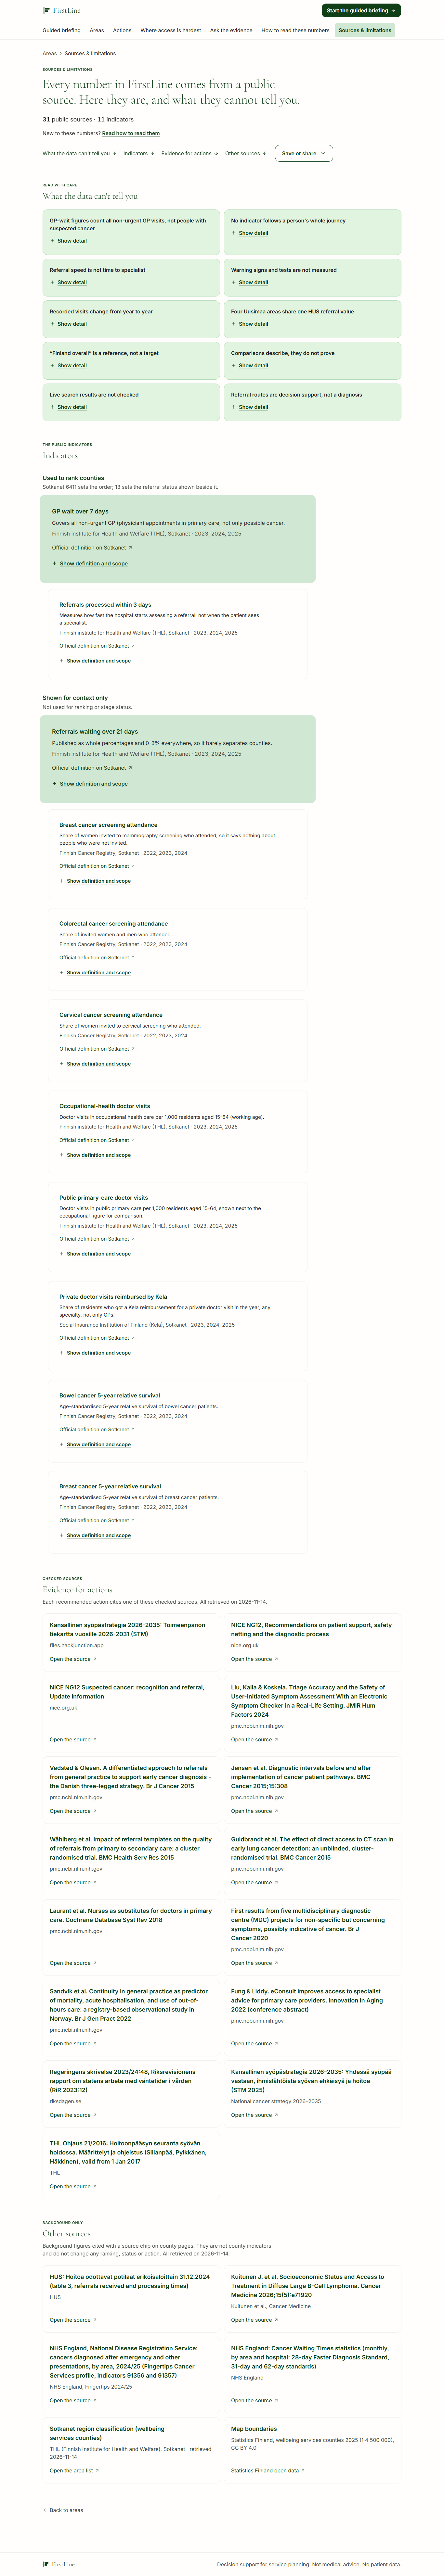 FirstLine
Start the guided briefing →
Guided briefing
Areas
Actions
Where access is hardest
Ask the evidence
How to read these numbers
Sources & limitations
Areas > Sources & limitations
SOURCES & LIMITATIONS
Every number in FirstLine comes from a public
source. Here they are, and what they cannot tell you.
31 public sources · 11 indicators
New to these numbers? Read how to read them
What the data can't tell you ↓
Indicators ↓
Evidence for actions ↓
Other sources ↓
Save or share
READ WITH CARE
What the data can't tell you
GP-wait figures count all non-urgent GP visits, not people with
suspected cancer
+ Show detail
No indicator follows a person's whole journey
+ Show detail
Referral speed is not time to specialist
+ Show detail
Warning signs and tests are not measured
+ Show detail
Recorded visits change from year to year
+ Show detail
Four Uusimaa areas share one HUS referral value
+ Show detail
"Finland overall" is a reference, not a target
+ Show detail
Comparisons describe, they do not prove
+ Show detail
Live search results are not checked
+ Show detail
Referral routes are decision support, not a diagnosis
+ Show detail
THE PUBLIC INDICATORS
Indicators
Used to rank counties
Sotkanet 6411 sets the order; 13 sets the referral status shown beside it.
GP wait over 7 days
Covers all non-urgent GP (physician) appointments in primary care, not only possible cancer.
Finnish institute for Health and Welfare (THL), Sotkanet · 2023, 2024, 2025
Official definition on Sotkanet ↗
+ Show definition and scope
Referrals processed within 3 days
Measures how fast the hospital starts assessing a referral, not when the patient sees
a specialist.
Finnish institute for Health and Welfare (THL), Sotkanet · 2023, 2024, 2025
Official definition on Sotkanet ↗
+ Show definition and scope
Shown for context only
Not used for ranking or stage status.
Referrals waiting over 21 days
Published as whole percentages and 0–3% everywhere, so it barely separates counties.
Finnish institute for Health and Welfare (THL), Sotkanet · 2023, 2024, 2025
Official definition on Sotkanet ↗
+ Show definition and scope
Breast cancer screening attendance
Share of women invited to mammography screening who attended, so it says nothing about
people who were not invited.
Finnish Cancer Registry, Sotkanet · 2022, 2023, 2024
Official definition on Sotkanet ↗
+ Show definition and scope
Colorectal cancer screening attendance
Share of invited women and men who attended.
Finnish Cancer Registry, Sotkanet · 2022, 2023, 2024
Official definition on Sotkanet ↗
+ Show definition and scope
Cervical cancer screening attendance
Share of women invited to cervical screening who attended.
Finnish Cancer Registry, Sotkanet · 2022, 2023, 2024
Official definition on Sotkanet ↗
+ Show definition and scope
Occupational-health doctor visits
Doctor visits in occupational health care per 1,000 residents aged 15–64 (working age).
Finnish institute for Health and Welfare (THL), Sotkanet · 2023, 2024, 2025
Official definition on Sotkanet ↗
+ Show definition and scope
Public primary-care doctor visits
Doctor visits in public primary care per 1,000 residents aged 15-64, shown next to the
occupational figure for comparison.
Finnish institute for Health and Welfare (THL), Sotkanet · 2023, 2024, 2025
Official definition on Sotkanet ↗
+ Show definition and scope
Private doctor visits reimbursed by Kela
Share of residents who got a Kela reimbursement for a private doctor visit in the year, any
specialty, not only GPs.
Social Insurance Institution of Finland (Kela), Sotkanet · 2023, 2024, 2025
Official definition on Sotkanet ↗
+ Show definition and scope
Bowel cancer 5-year relative survival
Age-standardised 5-year relative survival of bowel cancer patients.
Finnish Cancer Registry, Sotkanet · 2022, 2023, 2024
Official definition on Sotkanet ↗
+ Show definition and scope
Breast cancer 5-year relative survival
Age-standardised 5-year relative survival of breast cancer patients.
Finnish Cancer Registry, Sotkanet · 2022, 2023, 2024
Official definition on Sotkanet ↗
+ Show definition and scope
CHECKED SOURCES
Evidence for actions
Each recommended action cites one of these checked sources. All retrieved on 2026-11-14.
Kansallinen syöpästrategia 2026-2035: Toimeenpanon
tiekartta vuosille 2026-2031 (STM)
files.hackjunction.app
Open the source ↗
NICE NG12, Recommendations on patient support, safety
netting and the diagnostic process
nice.org.uk
Open the source ↗
NICE NG12 Suspected cancer: recognition and referral,
Update information
nice.org.uk
Open the source ↗
Liu, Kaila & Koskela. Triage Accuracy and the Safety of
User-Initiated Symptom Assessment With an Electronic
Symptom Checker in a Real-Life Setting. JMIR Hum
Factors 2024
pmc.ncbi.nlm.nih.gov
Open the source ↗
Vedsted & Olesen. A differentiated approach to referrals
from general practice to support early cancer diagnosis -
the Danish three-legged strategy. Br J Cancer 2015
pmc.ncbi.nlm.nih.gov
Open the source ↗
Jensen et al. Diagnostic intervals before and after
implementation of cancer patient pathways. BMC
Cancer 2015;15:308
pmc.ncbi.nlm.nih.gov
Open the source ↗
Wåhlberg et al. Impact of referral templates on the quality
of referrals from primary to secondary care: a cluster
randomised trial. BMC Health Serv Res 2015
pmc.ncbi.nlm.nih.gov
Open the source ↗
Guldbrandt et al. The effect of direct access to CT scan in
early lung cancer detection: an unblinded, cluster-
randomised trial. BMC Cancer 2015
pmc.ncbi.nlm.nih.gov
Open the source ↗
Laurant et al. Nurses as substitutes for doctors in primary
care. Cochrane Database Syst Rev 2018
pmc.ncbi.nlm.nih.gov
Open the source ↗
First results from five multidisciplinary diagnostic
centre (MDC) projects for non-specific but concerning
symptoms, possibly indicative of cancer. Br J
Cancer 2020
pmc.ncbi.nlm.nih.gov
Open the source ↗
Sandvik et al. Continuity in general practice as predictor
of mortality, acute hospitalisation, and use of out-of-
hours care: a registry-based observational study in
Norway. Br J Gen Pract 2022
pmc.ncbi.nlm.nih.gov
Open the source ↗
Fung & Liddy. eConsult improves access to specialist
advice for primary care providers. Innovation in Aging
2022 (conference abstract)
pmc.ncbi.nlm.nih.gov
Open the source ↗
Regeringens skrivelse 2023/24:48, Riksrevisionens
rapport om statens arbete med väntetider i vården
(RiR 2023:12)
riksdagen.se
Open the source ↗
Kansallinen syöpästrategia 2026–2035: Yhdessä syöpää
vastaan, ihmislähtöistä syövän ehkäisyä ja hoitoa
(STM 2025)
National cancer strategy 2026–2035
Open the source ↗
THL Ohjaus 21/2016: Hoitoonpääsyn seuranta syövän
hoidossa. Määrittelyt ja ohjeistus (Sillanpää, Pylkkänen,
Häkkinen), valid from 1 Jan 2017
THL
Open the source ↗
BACKGROUND ONLY
Other sources
Background figures cited with a source chip on county pages. They are not county indicators
and do not change any ranking, status or action. All retrieved on 2026-11-14.
HUS: Hoitoa odottavat potilaat erikoisaloittain 31.12.2024
(table 3, referrals received and processing times)
HUS
Open the source ↗
Kuitunen J. et al. Socioeconomic Status and Access to
Treatment in Diffuse Large B-Cell Lymphoma. Cancer
Medicine 2026;15(5):e71920
Kuitunen et al., Cancer Medicine
Open the source ↗
NHS England, National Disease Registration Service:
cancers diagnosed after emergency and other
presentations, by area, 2024/25 (Fingertips Cancer
Services profile, indicators 91356 and 91357)
NHS England, Fingertips 2024/25
Open the source ↗
NHS England: Cancer Waiting Times statistics (monthly,
by area and hospital: 28-day Faster Diagnosis Standard,
31-day and 62-day standards)
NHS England
Open the source ↗
Sotkanet region classification (wellbeing
services counties)
THL (Finnish Institute for Health and Welfare), Sotkanet · retrieved
2026-11-14
Open the area list ↗
Map boundaries
Statistics Finland, wellbeing services counties 2025 (1:4 500 000),
CC BY 4.0
Statistics Finland open data ↗
← Back to areas
FirstLine
Decision support for service planning. Not medical advice. No patient data.